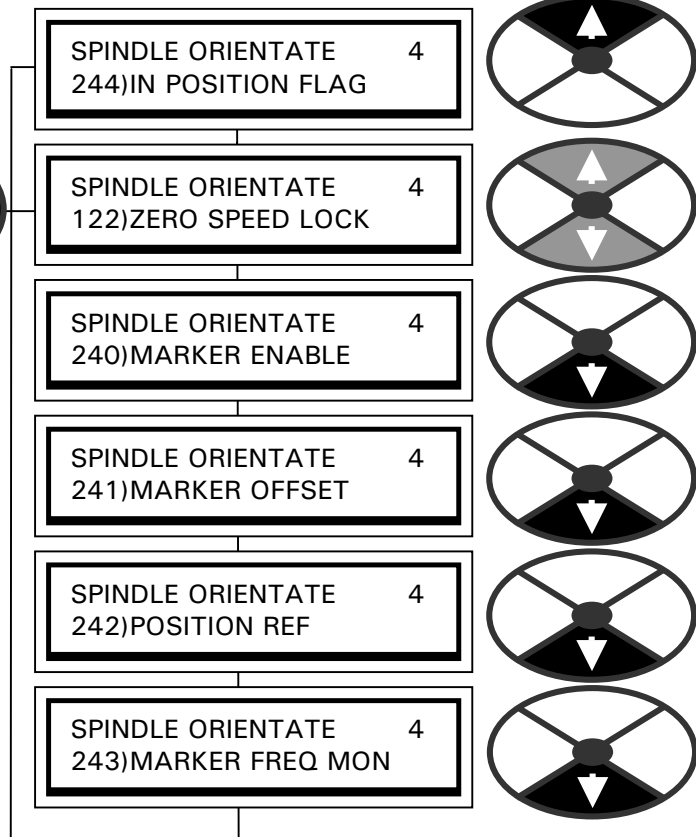 SPINDLE ORIENTATE 4
244)IN POSITION FLAG
SPINDLE ORIENTATE 4
122)ZERO SPEED LOCK
SPINDLE ORIENTATE 4
240)MARKER ENABLE
SPINDLE ORIENTATE 4
241)MARKER OFFSET
SPINDLE ORIENTATE 4
242)POSITION REF
SPINDLE ORIENTATE 4
243)MARKER FREQ MON